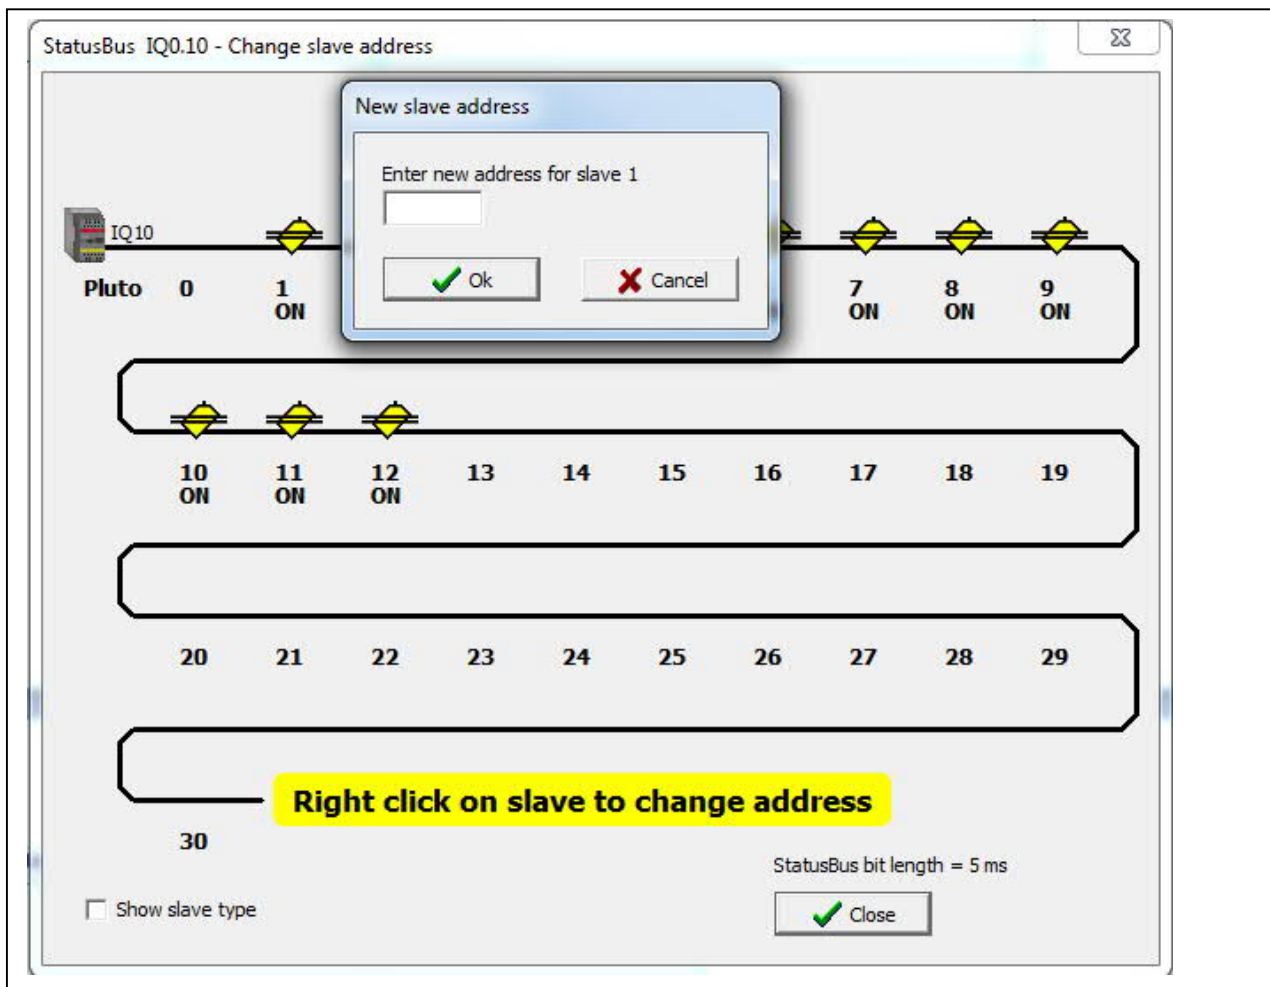 StatusBus IQ0.10 - Change slave address
New slave address
Enter new address for slave 1
Ok Cancel
IQ10
Pluto 0 1 7 8 9
ON ON ON ON
10 11 12 13 14 15 16 17 18 19
ON ON ON
20 21 22 23 24 25 26 27 28 29
Right click on slave to change address
30
StatusBus bit length = 5 ms
Show slave type
Close